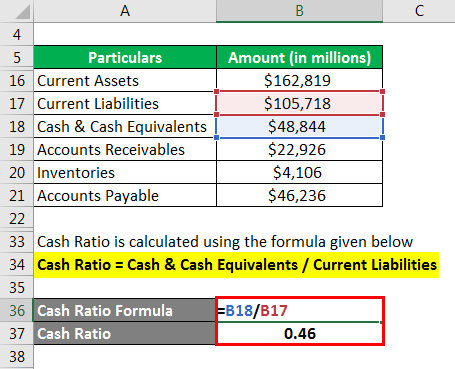 A B C
4
5 Particulars Amount (in millions)
16 Current Assets $162,819
17 Current Liabilities $105,718
18 Cash & Cash Equivalents $48,844
19 Accounts Receivables $22,926
20 Inventories $4,106
21 Accounts Payable $46,236
22
33 Cash Ratio is calculated using the formula given below
34 Cash Ratio = Cash & Cash Equivalents / Current Liabilities
35
36 Cash Ratio Formula =B18/B17
37 Cash Ratio 0.46
38